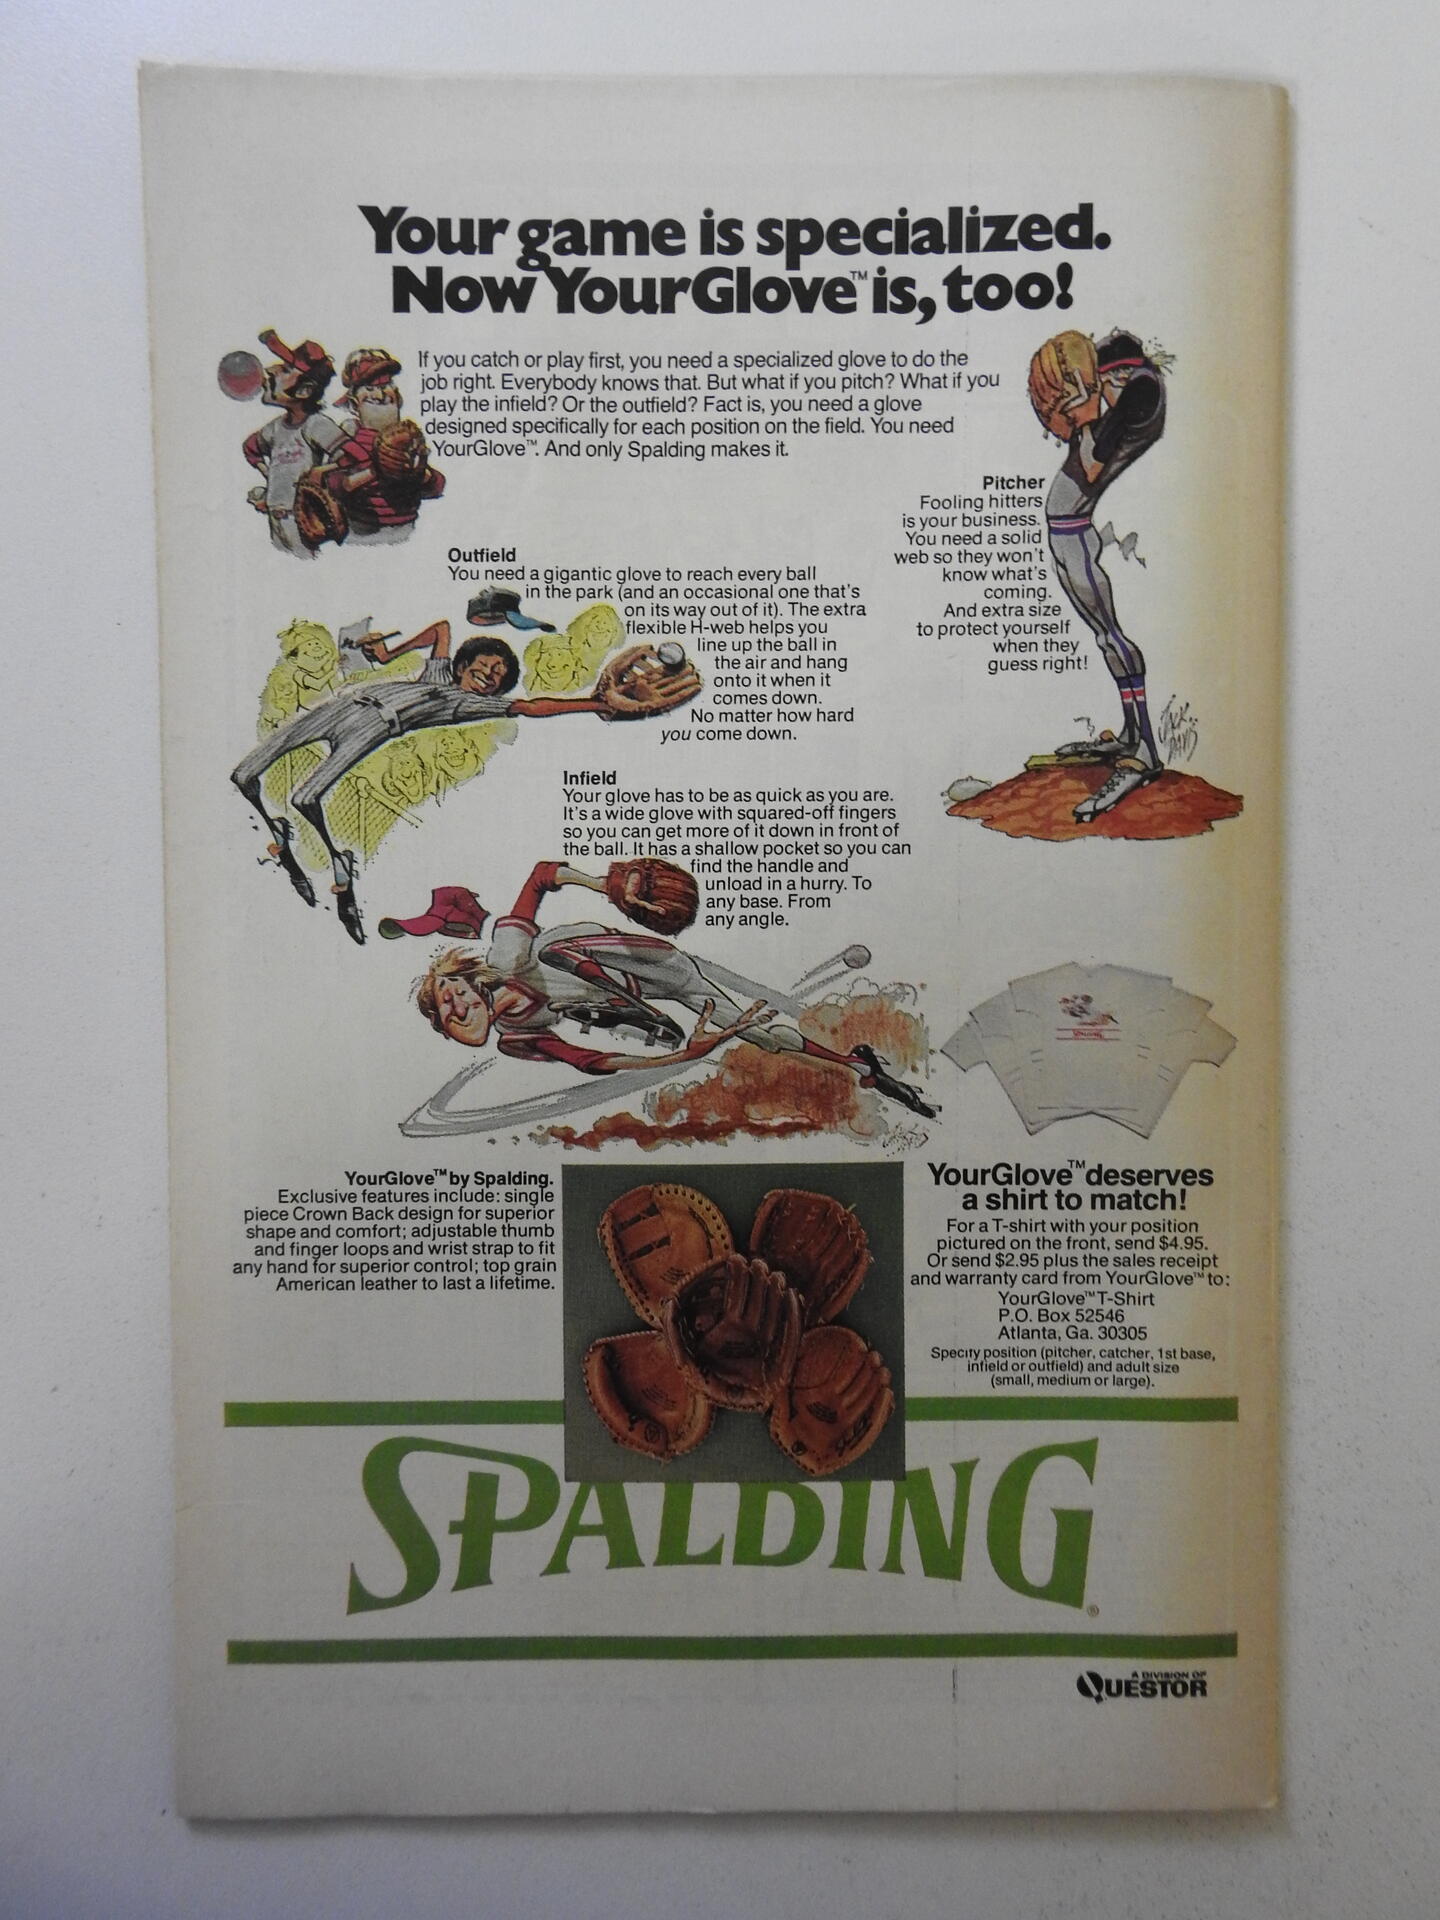 Your game is specialized.
Now YourGlove™ is, too!
If you catch or play first, you need a specialized glove to do the
job right. Everybody knows that. But what if you pitch? What if you
play the infield? Or the outfield? Fact is, you need a glove
designed specifically for each position on the field. You need
YourGlove™. And only Spalding makes it.
Pitcher
Fooling hitters
is your business.
You need a solid
web so they won't
know what's
coming.
And extra size
to protect yourself
when they
guess right!
JACK
DAVIS
Outfield
You need a gigantic glove to reach every ball
in the park (and an occasional one that's
on its way out of it). The extra
flexible H-web helps you
line up the ball in
the air and hang
onto it when it
comes down.
No matter how hard
you come down.
Infield
Your glove has to be as quick as you are.
It's a wide glove with squared-off fingers
so you can get more of it down in front of
the ball. It has a shallow pocket so you can
find the handle and
unload in a hurry. To
any base. From
any angle.
SPALDING
YourGlove™ by Spalding.
Exclusive features include: single
piece Crown Back design for superior
shape and comfort; adjustable thumb
and finger loops and wrist strap to fit
any hand for superior control; top grain
American leather to last a lifetime.
YourGlove™ deserves
a shirt to match!
For a T-shirt with your position
pictured on the front, send $4.95.
Or send $2.95 plus the sales receipt
and warranty card from YourGlove™ to:
YourGlove™ T-Shirt
P.O. Box 52546
Atlanta, Ga. 30305
Specity position (pitcher, catcher, 1st base,
infield or outfield) and adult size
(small, medium or large).
SPALDING®
A DIVISION OF
QUESTOR